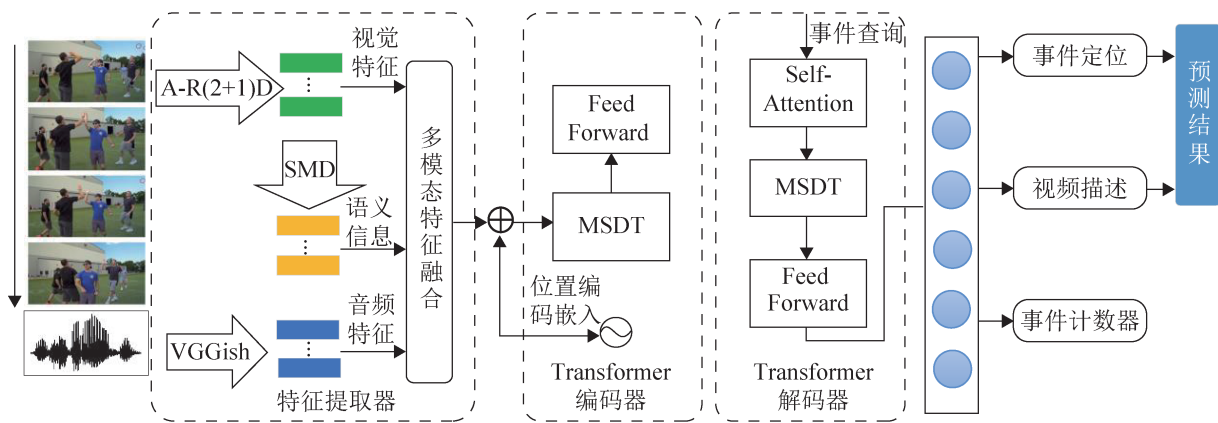 A-R(2+1)D
视觉
特征
SMD
语义
信息
VGGish
音频
特征
特征提取器
多模态特征融合
Feed
Forward
MSDT
位置编
码嵌入
Transformer
编码器
事件查询
Self-
Attention
MSDT
Feed
Forward
Transformer
解码器
事件定位
视频描述
事件计数器
预测结果